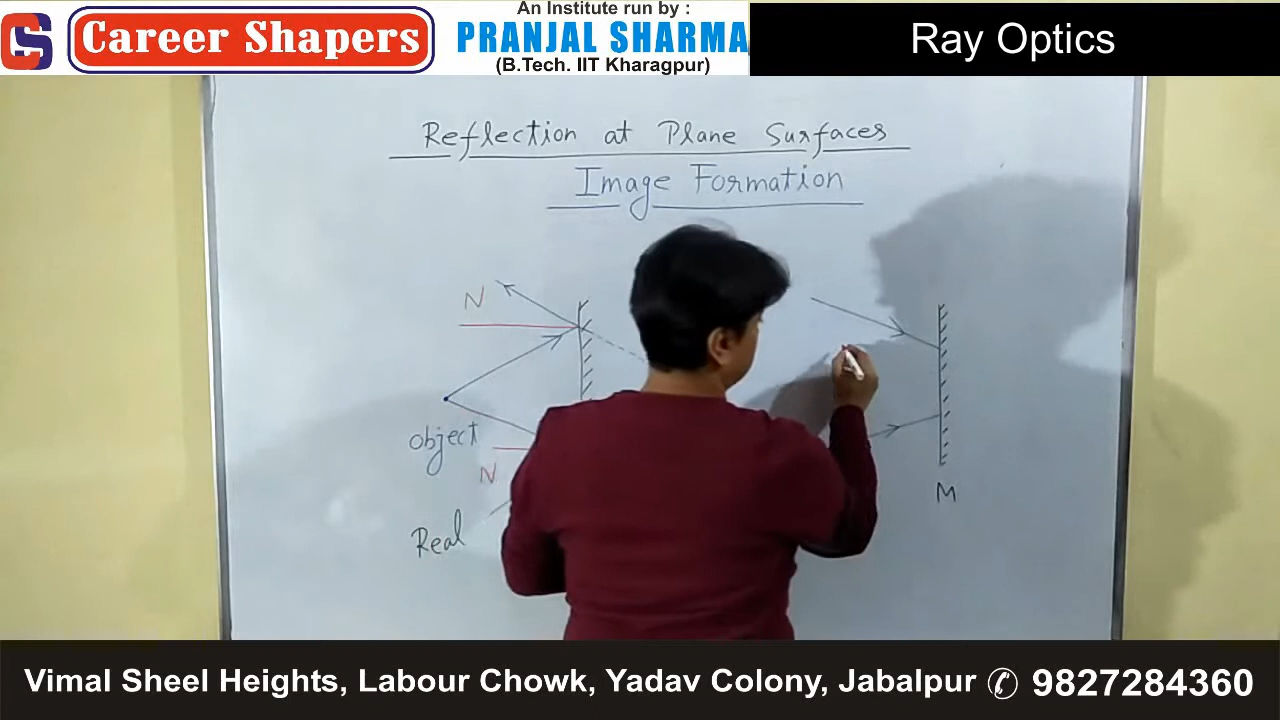 CS
Career Shapers
An Institute run by :
PRANJAL SHARMA
(B.Tech. IIT Kharagpur)
Ray Optics
Reflection at Plane Surfaces
Image Formation
N
object
N
Real
M
Vimal Sheel Heights, Labour Chowk, Yadav Colony, Jabalpur ✆ 9827284360